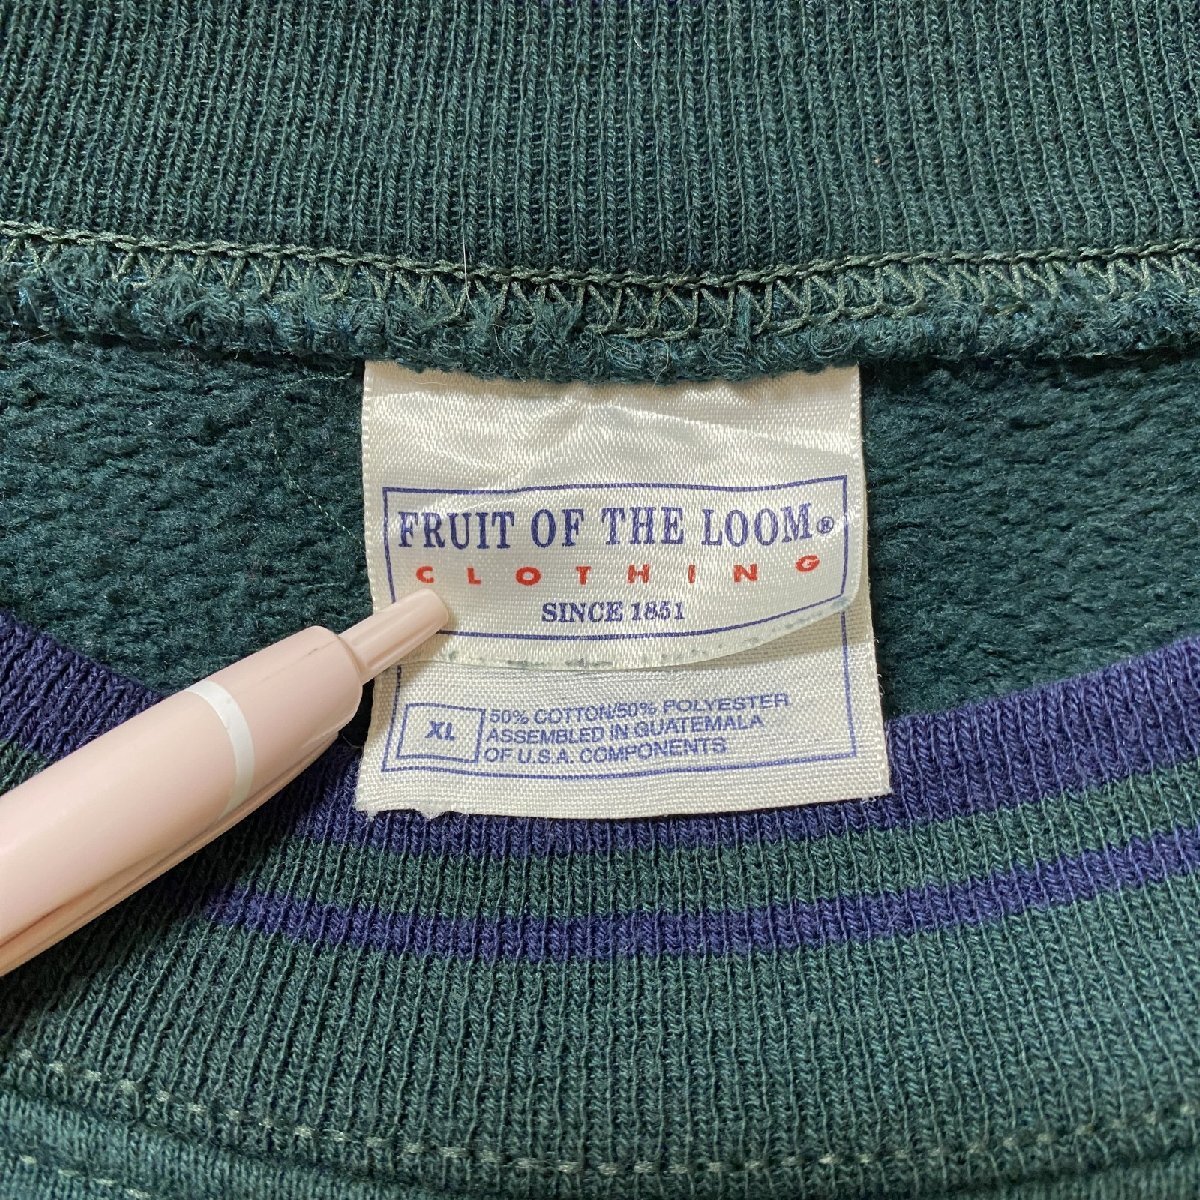 FRUIT OF THE LOOM®
CLOTHING
SINCE 1851
XL
50% COTTON/50% POLYESTER
ASSEMBLED IN GUATEMALA
OF U.S.A. COMPONENTS